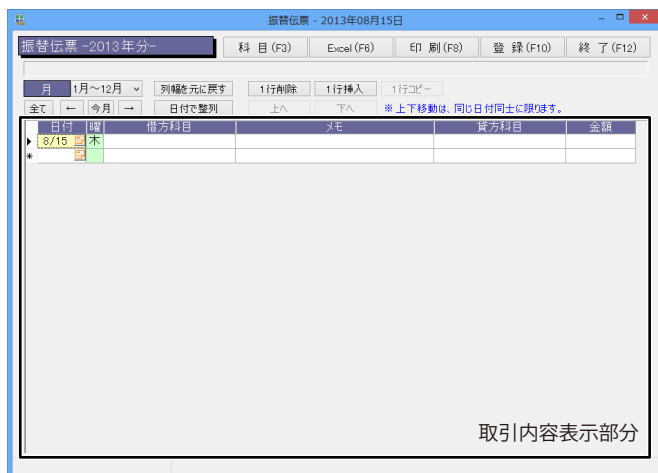 振替伝票 - 2013年08月15日
振替伝票 -2013年分-
科 目(F3) Excel(F6) 印 刷(F8) 登 録(F10) 終 了(F12)
月 1月～12月 列幅を元に戻す 1行削除 1行挿入 1行コピー
全て ← 今月 → 日付で整列 上へ 下へ ※上下移動は、同じ日付同士に限ります。
日付 曜 借方科目 メモ 貸方科目 金額
8/15 木
*
取引内容表示部分